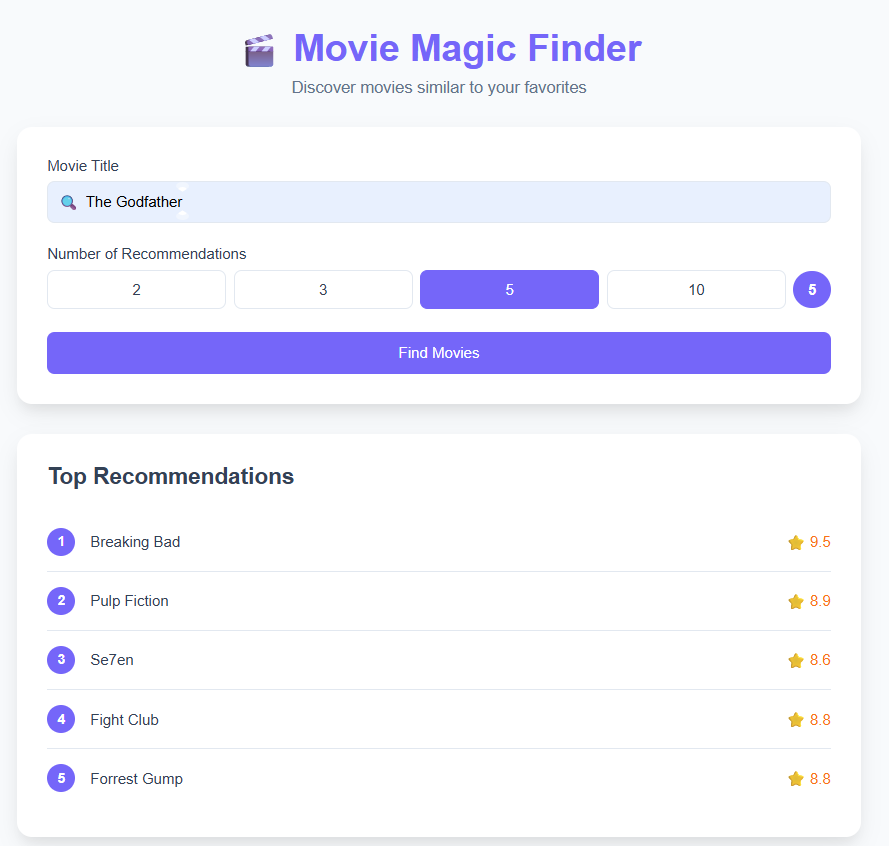 Movie Magic Finder
Discover movies similar to your favorites
Movie Title
The Godfather
Number of Recommendations
2 3 5 10 5
Find Movies
Top Recommendations
1 Breaking Bad 9.5
2 Pulp Fiction 8.9
3 Se7en 8.6
4 Fight Club 8.8
5 Forrest Gump 8.8